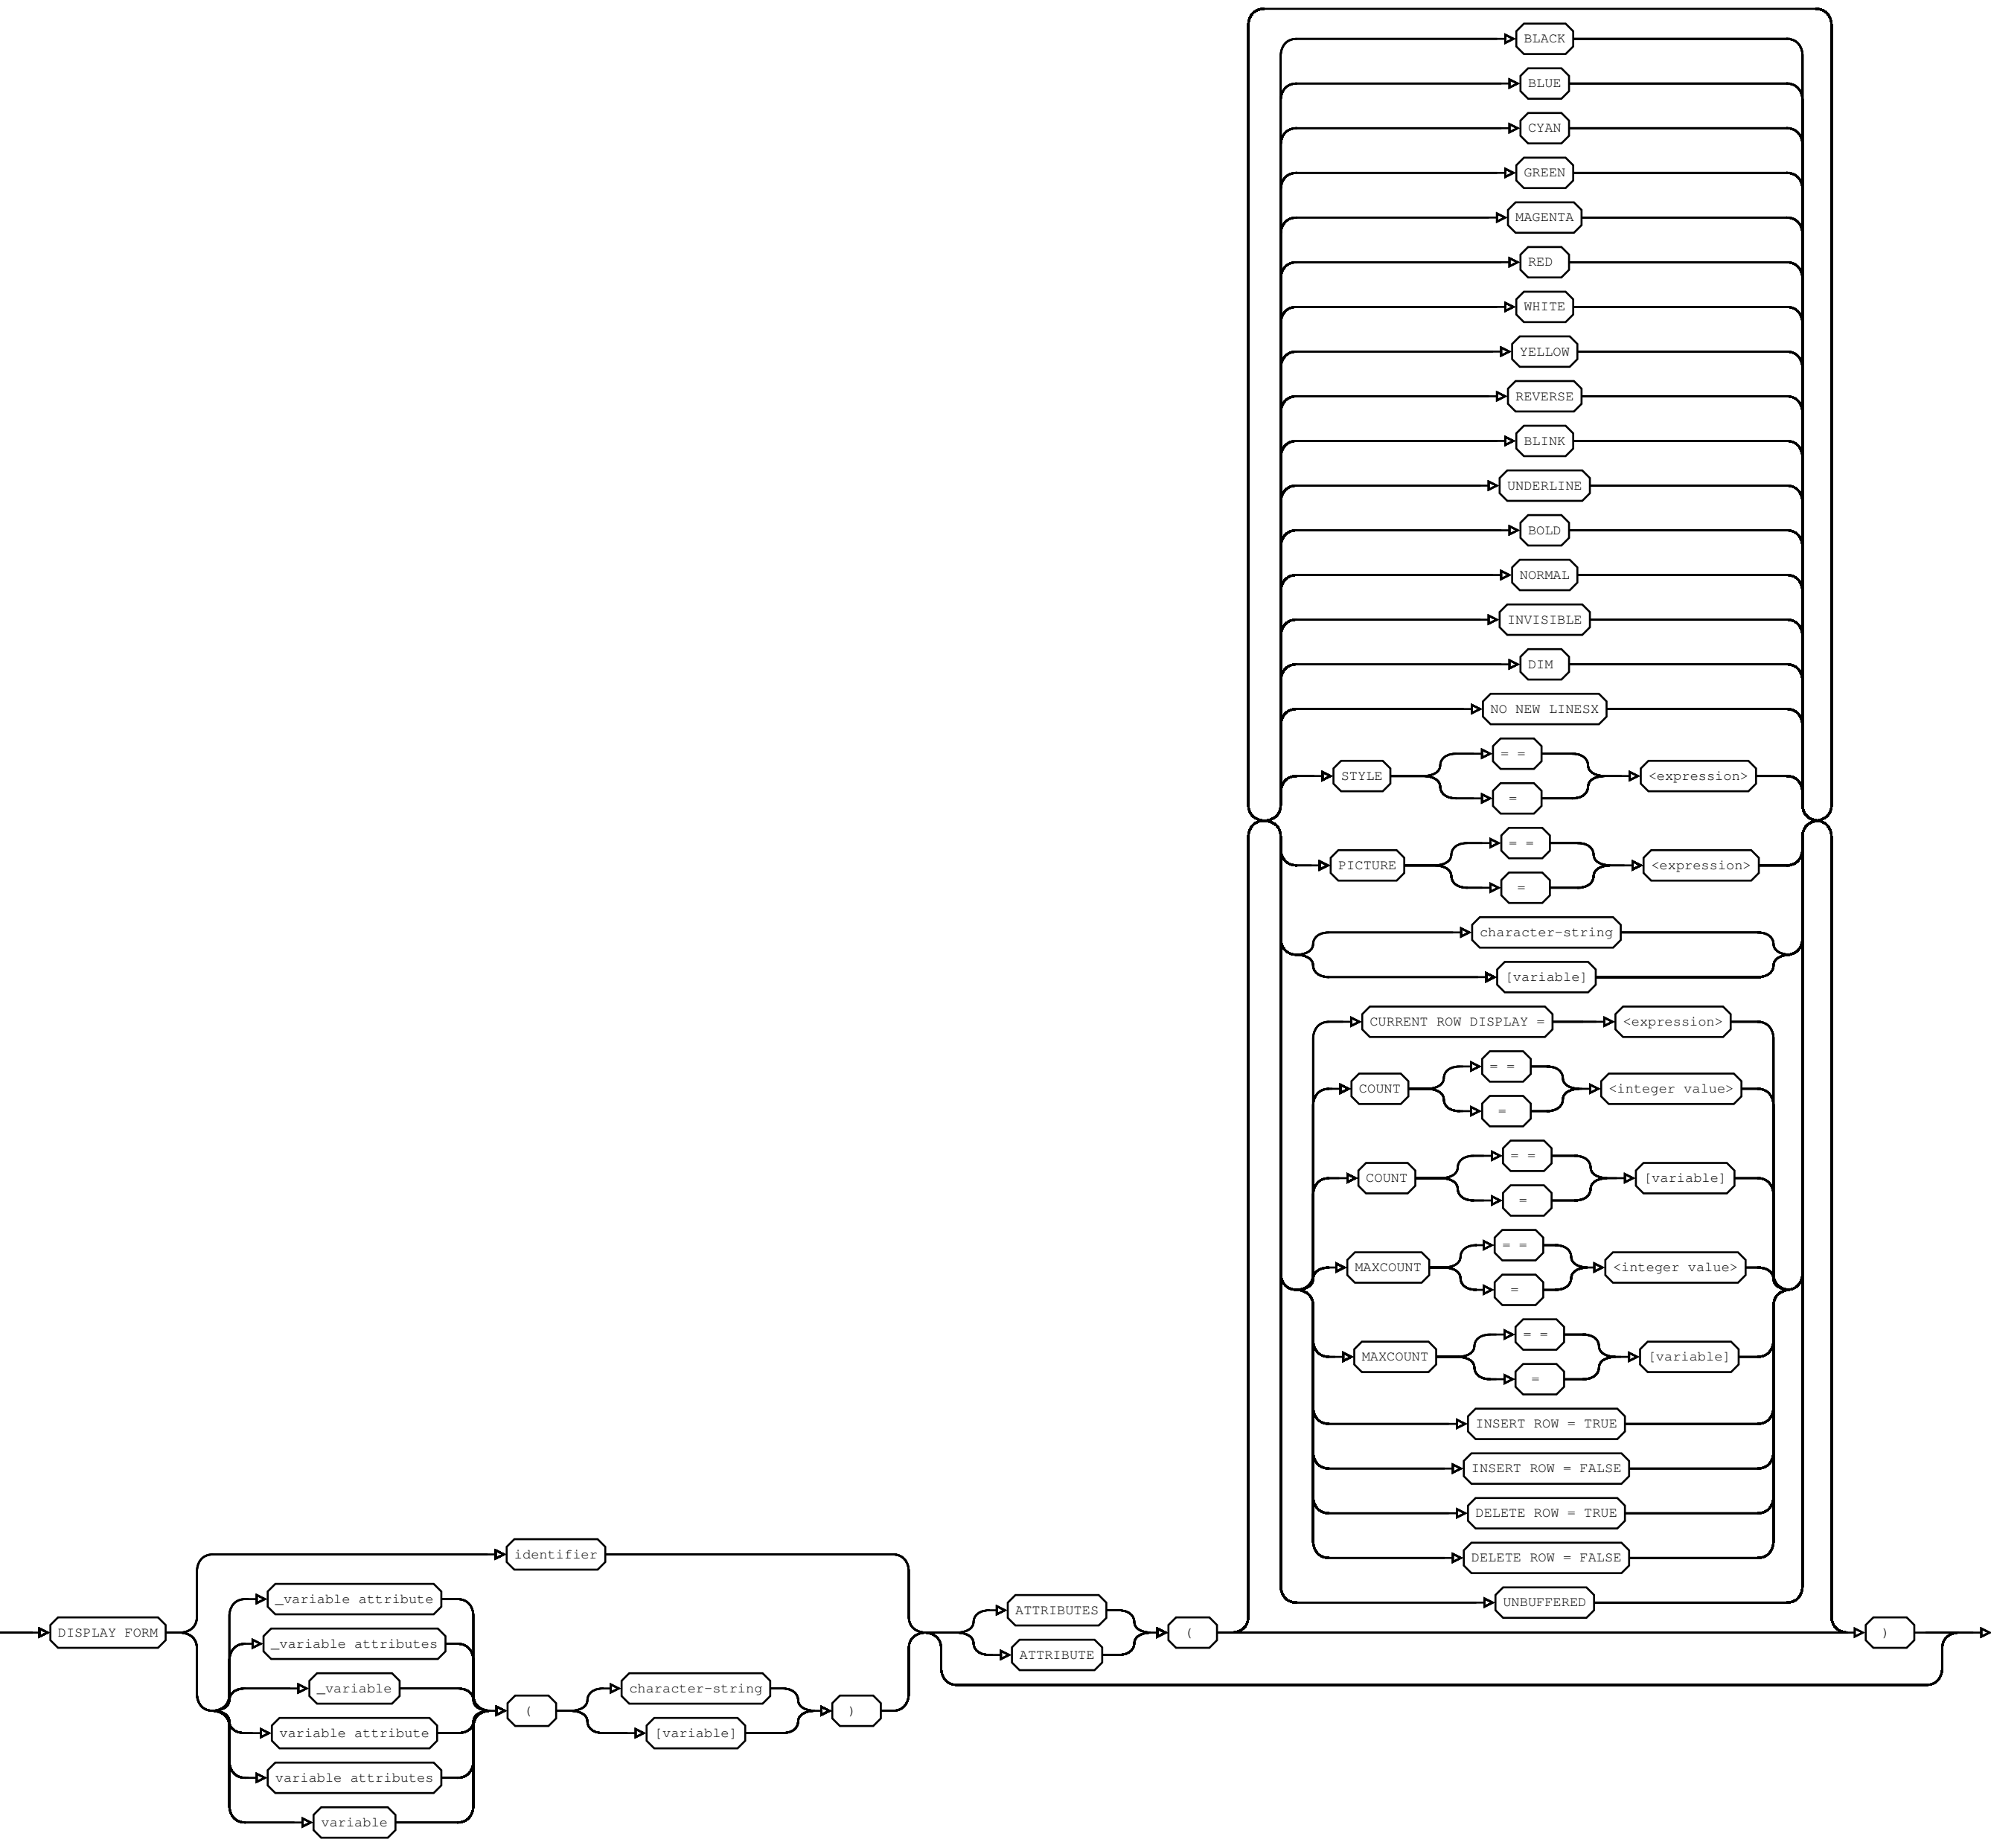 BLACK
BLUE
CYAN
GREEN
MAGENTA
RED
WHITE
YELLOW
REVERSE
BLINK
UNDERLINE
BOLD
NORMAL
INVISIBLE
DIM
NO NEW LINESX
= =
STYLE <expression>
=
= =
PICTURE <expression>
=
character-string
[variable]
CURRENT ROW DISPLAY = <expression>
= =
COUNT <integer value>
=
= =
COUNT [variable]
=
= =
MAXCOUNT <integer value>
=
= =
MAXCOUNT [variable]
=
INSERT ROW = TRUE
INSERT ROW = FALSE
DELETE ROW = TRUE
DELETE ROW = FALSE
UNBUFFERED
DISPLAY FORM
identifier
_variable attribute
_variable attributes
_variable
variable attribute
variable attributes
variable
(
character-string
[variable]
)
ATTRIBUTES
ATTRIBUTE
(
)